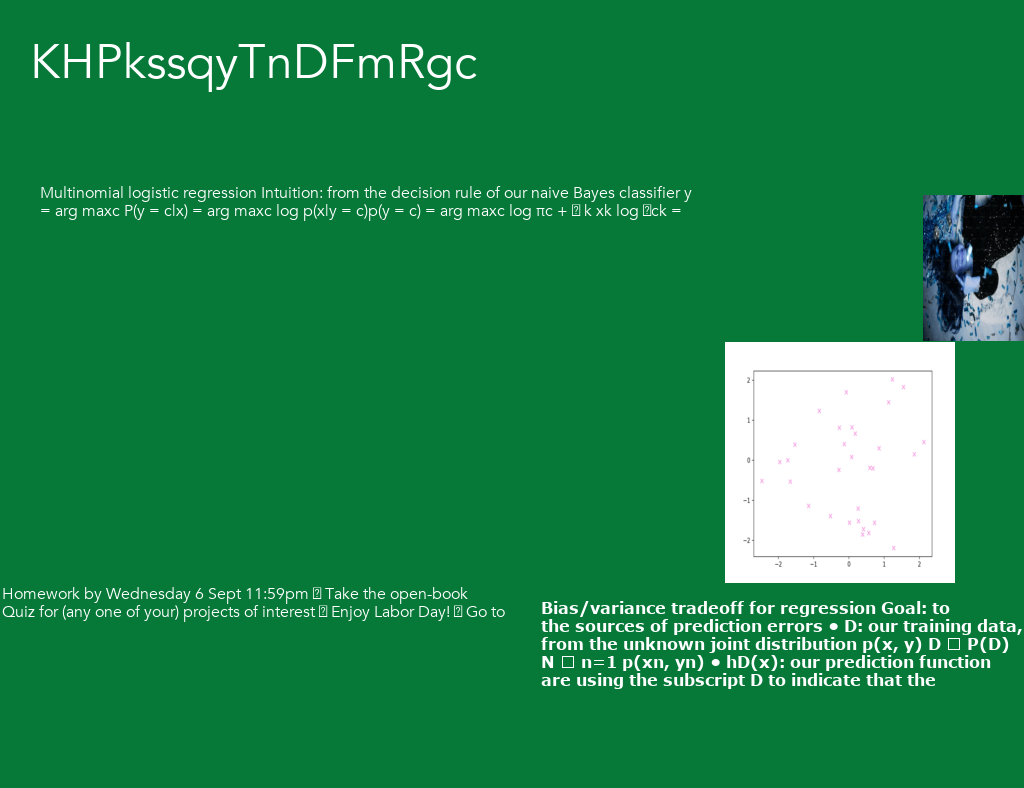 KHPkssqyTnDFmRgc
Multinomial logistic regression Intuition: from the decision rule of our naive Bayes classifier y
= arg maxc P(y = c|x) = arg maxc log p(x|y = c)p(y = c) = arg maxc log πc + � k xk log �ck =
2
1
0
−1
−2
−2 −1 0 1 2
Homework by Wednesday 6 Sept 11:59pm � Take the open-book
Quiz for (any one of your) projects of interest � Enjoy Labor Day! � Go to
Bias/variance tradeoff for regression Goal: to
the sources of prediction errors • D: our training data,
from the unknown joint distribution p(x, y) D □ P(D)
N □ n=1 p(xn, yn) • hD(x): our prediction function
are using the subscript D to indicate that the